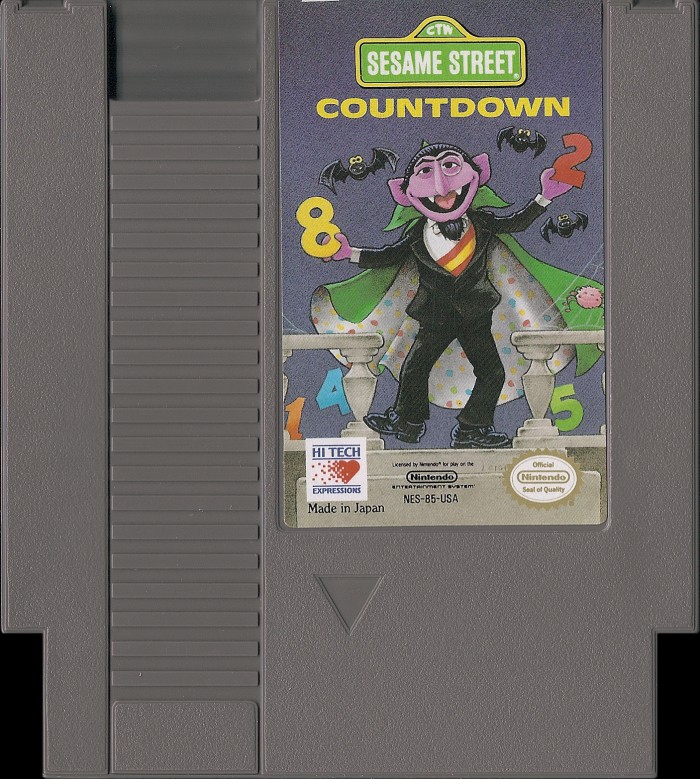 CTW
SESAME STREET®
COUNTDOWN
2
8
4
1
5
HI TECH
EXPRESSIONS
Made in Japan
Licensed by Nintendo® for play on the
Nintendo
ENTERTAINMENT SYSTEM®
NES-85-USA
Official
Nintendo
Seal of Quality